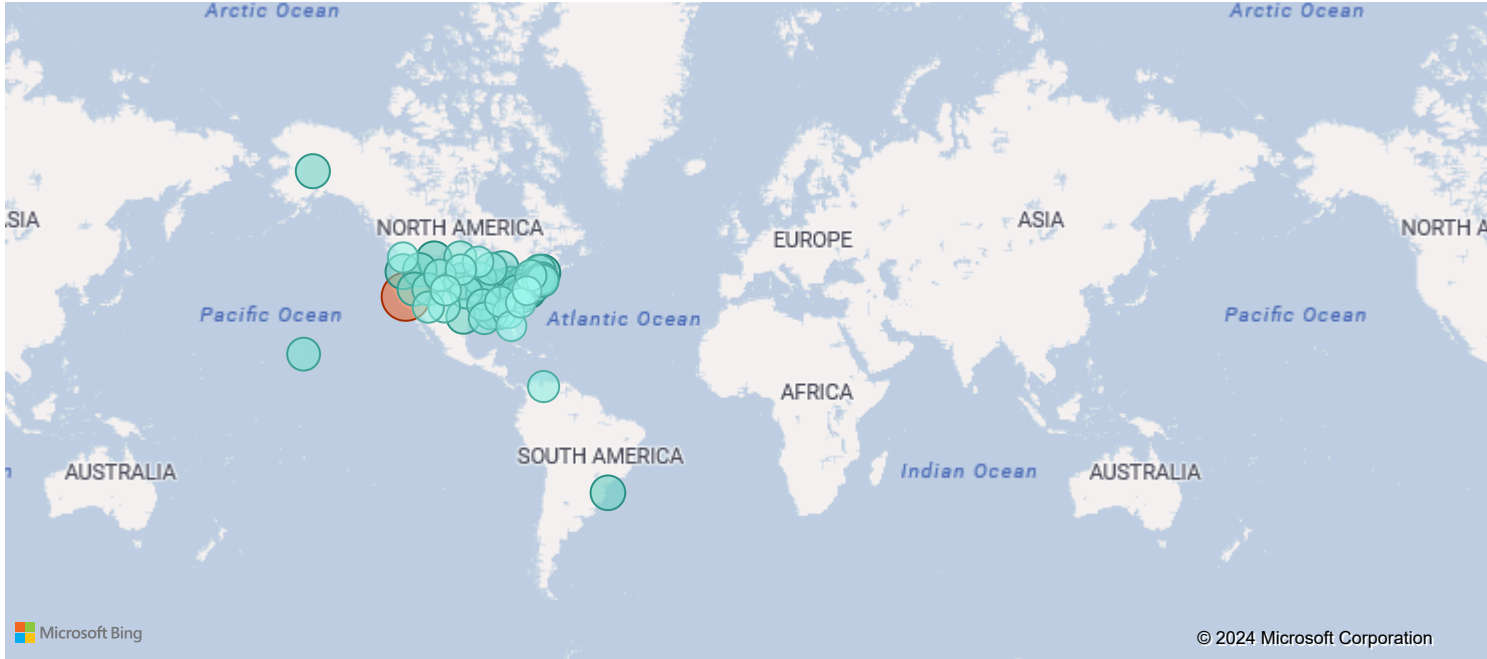 Arctic Ocean
Arctic Ocean
SIA
NORTH AMERICA
EUROPE
ASIA
NORTH A
Pacific Ocean
Atlantic Ocean
Pacific Ocean
AFRICA
SOUTH AMERICA
n
AUSTRALIA
Indian Ocean
AUSTRALIA
Microsoft Bing
© 2024 Microsoft Corporation